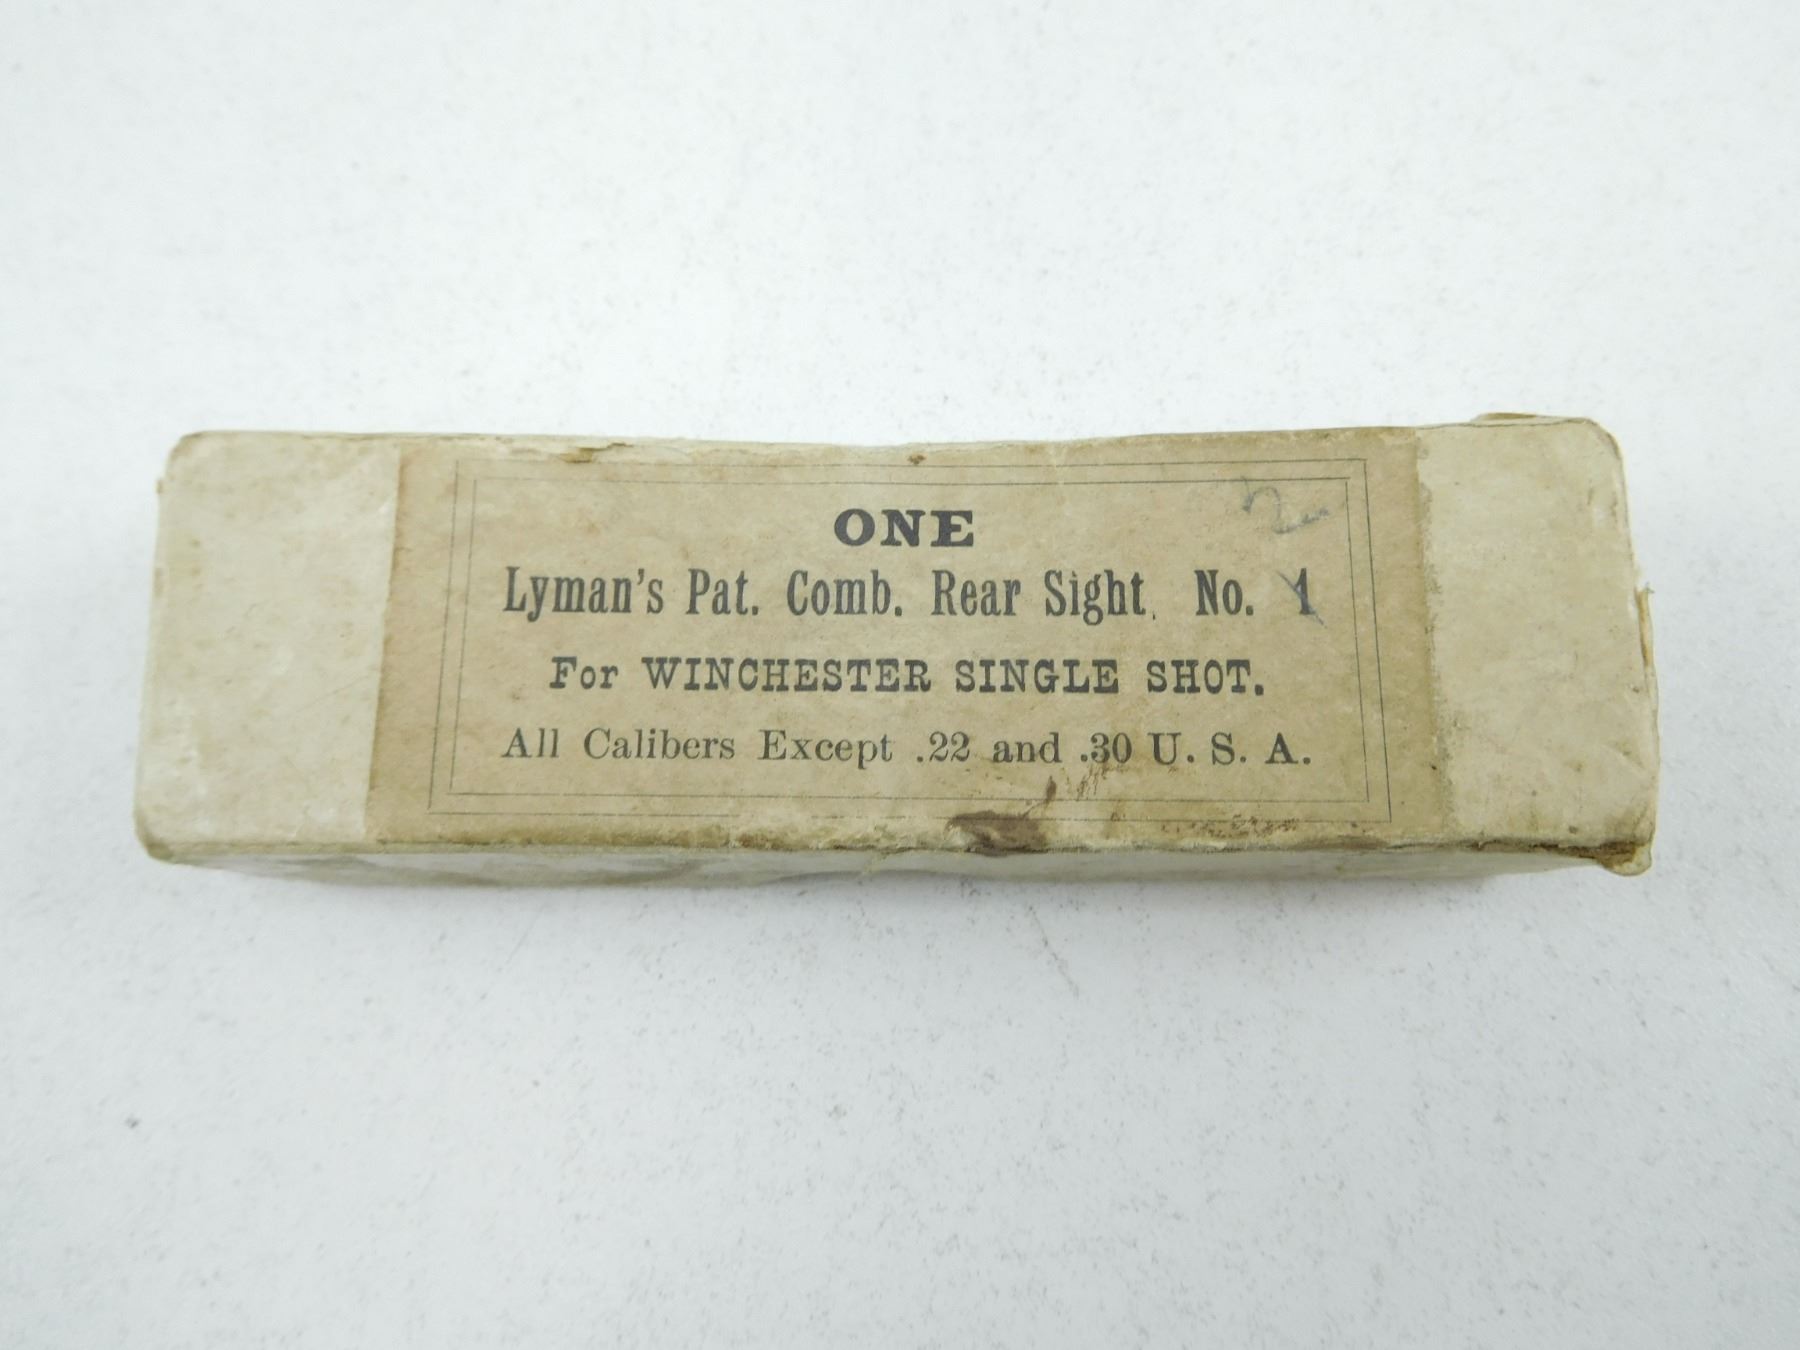 2
ONE
Lyman's Pat. Comb. Rear Sight. No. 1
For WINCHESTER SINGLE SHOT.
All Calibers Except .22 and .30 U. S. A.